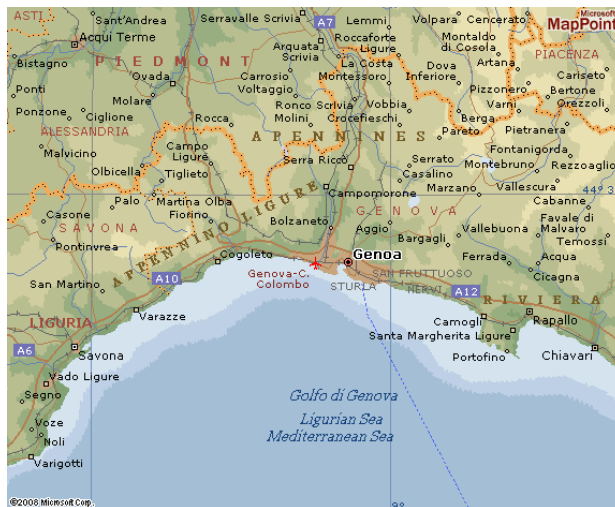 ASTI
Sant'Andrea
Serravalle Scrivia
A7
Lemmi
Volpara
Cencerato
Microsoft
MapPoint
Acqui Terme
Roccaforte
Ligure
Montaldo
di Cosola
Artana
Arquata
Scrivia
PIACENZA
Bistagno
PIEDMONT
La Costa
Dova
Inferiore
Pizzonero
Cariseto
Ponti
Ovada
Carrosio
Montessoro
Bertone
Molare
Voltaggio
Varni
Orezzoli
Ponzone
Ciglione
Ronco Scrivia
Vobbia
Berga
ALESSANDRIA
Rocca
Molini
Crocefieschi
Pareto
Pietranera
APENNINES
Malvicino
Campo
Ligure
Fontanigorda
Olbicella
Tiglieto
Serra Ricco
Serrato
Montebruno
Rezzoaglio
Casalino
Palo
Martina Olba
Campomorone
Marzano
Vallescura
44° 3
Casone
Fiorino
Bolzaneto
GENOVA
Cabanne
SAVONA
Aggio
Vallebuona
Favale di
Malvaro
Pontinvrea
APPENNINO LIGURE
Bargagli
Temossi
Cogoleto
Genoa
Ferrada
Acqua
A10
Genova-C.
Colombo
SAN FRUTTUOSO
Cicagna
San Martino
STURLA
NERVI
A12
RIVIERA
Varazze
LIGURIA
Camogli
Rapallo
Santa Margherita Ligure
A6
Savona
Portofino
Chiavari
Vado Ligure
Segno
Golfo di Genova
Voze
Ligurian Sea
Noli
Mediterranean Sea
Varigotti
©2008 Microsoft Corp.
9°